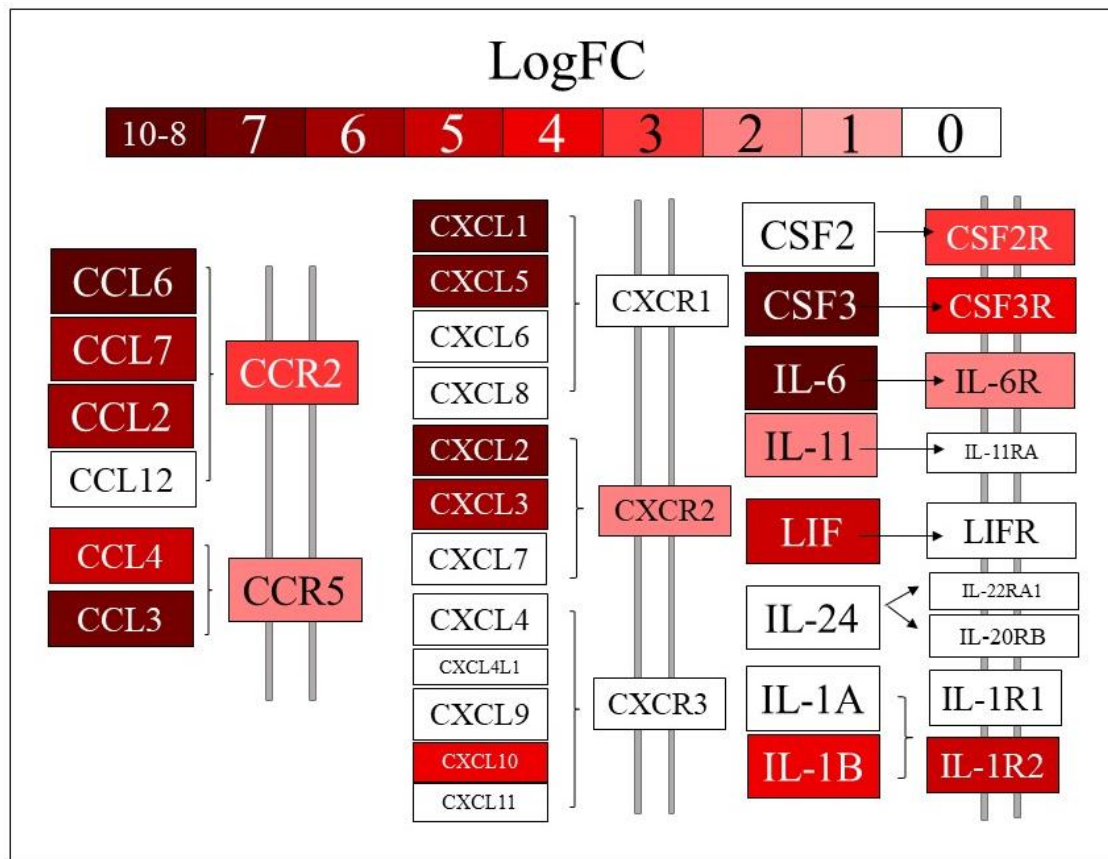 LogFC
10-8 7 6 5 4 3 2 1 0
CCL6
CCL7
CCL2
CCL12
CCR2
CCL4
CCL3
CCR5
CXCL1
CXCL5
CXCL6
CXCL8
CXCR1
CXCL2
CXCL3
CXCL7
CXCR2
CXCL4
CXCL4L1
CXCL9
CXCL10
CXCL11
CXCR3
CSF2
CSF2R
CSF3
CSF3R
IL-6
IL-6R
IL-11
IL-11RA
LIF
LIFR
IL-24
IL-22RA1
IL-20RB
IL-1A
IL-1B
IL-1R1
IL-1R2